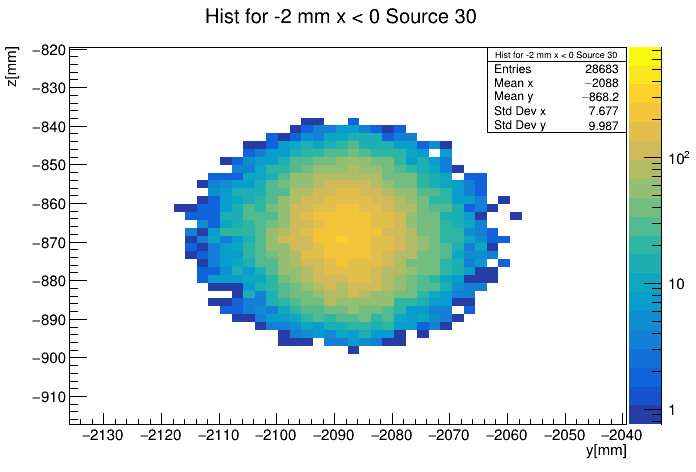 Hist for -2 mm x < 0 Source 30
z[mm]
−820
−830
−840
−850
−860
−870
−880
−890
−900
−910
Hist for -2 mm x < 0 Source 30
Entries 28683
Mean x −2088
Mean y −868.2
Std Dev x 7.677
Std Dev y 9.987
10²
10
1
−2130 −2120 −2110 −2100 −2090 −2080 −2070 −2060 −2050 −2040
y[mm]